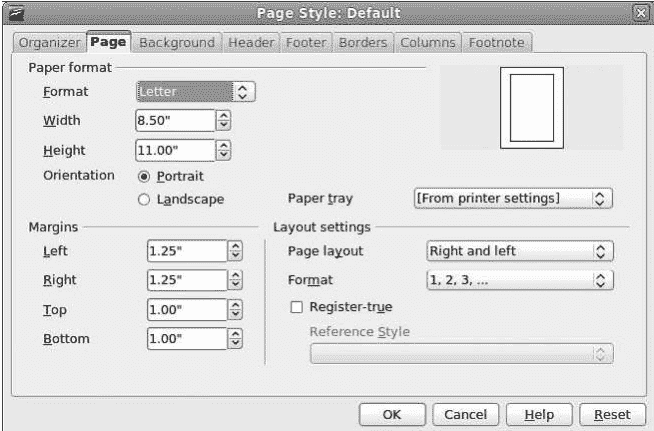 Page Style: Default
Organizer Page Background Header Footer Borders Columns Footnote
Paper format
Format Letter
Width 8.50"
Height 11.00"
Orientation Portrait
Landscape
Paper tray [From printer settings]
Margins
Left 1.25"
Right 1.25"
Top 1.00"
Bottom 1.00"
Layout settings
Page layout Right and left
Format 1, 2, 3, ...
Register-true
Reference Style
OK Cancel Help Reset